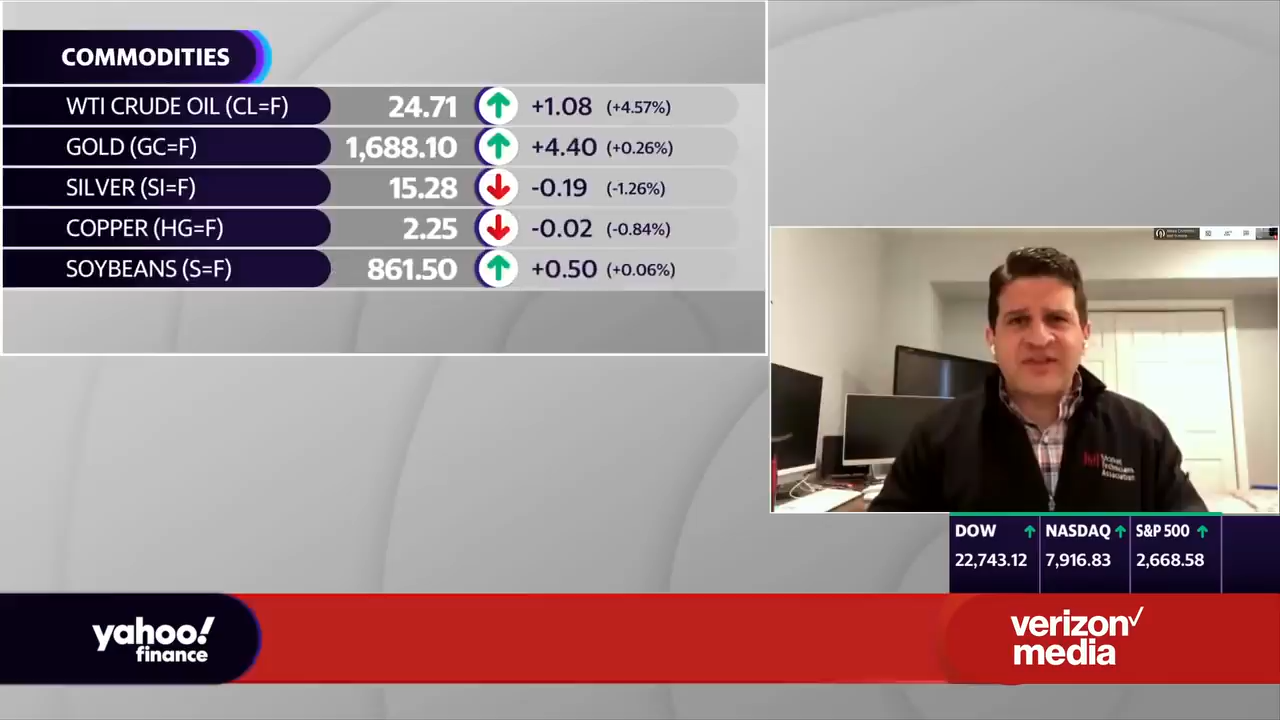 COMMODITIES
WTI CRUDE OIL (CL=F) 24.71 +1.08 (+4.57%)
GOLD (GC=F) 1,688.10 +4.40 (+0.26%)
SILVER (SI=F) 15.28 -0.19 (-1.26%)
COPPER (HG=F) 2.25 -0.02 (-0.84%)
SOYBEANS (S=F) 861.50 +0.50 (+0.06%)
Market
Technicians
Association
DOW NASDAQ S&P 500
22,743.12 7,916.83 2,668.58
yahoo!
finance
verizon
media